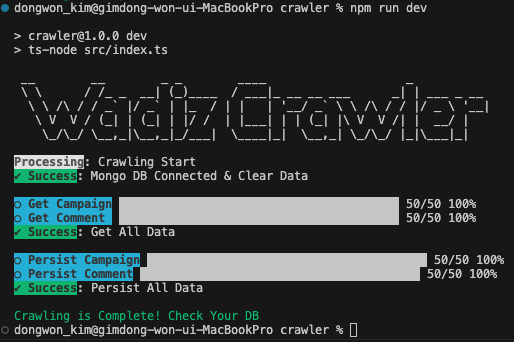 dongwon_kim@gimdong-won-ui-MacBookPro crawler % npm run dev
> crawler@1.0.0 dev
> ts-node src/index.ts
Wadiz Crawler
Processing: Crawling Start
✔ Success: Mongo DB Connected & Clear Data
○ Get Campaign 50/50 100%
○ Get Comment 50/50 100%
✔ Success: Get All Data
○ Persist Campaign 50/50 100%
○ Persist Comment 50/50 100%
✔ Success: Persist All Data
Crawling is Complete! Check Your DB
dongwon_kim@gimdong-won-ui-MacBookPro crawler %